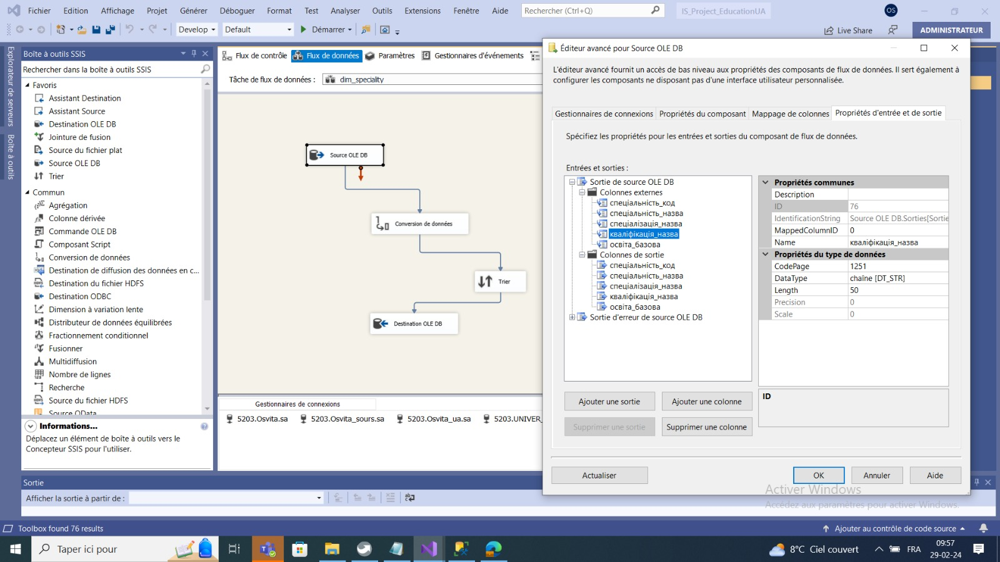 Fichier Edition Affichage Projet Générer Déboguer Format Test Analyser Outils Extensions Fenêtre Aide Rechercher (Ctrl+Q) IS_Project_EducationUA OS
Develop Default Démarrer Live Share ADMINISTRATEUR
Explorateur de serveurs
Boîte à outils
Boîte à outils SSIS
Rechercher dans la boîte à outils SSIS
Favoris
Assistant Destination
Assistant Source
Destination OLE DB
Jointure de fusion
Source du fichier plat
Source OLE DB
Trier
Commun
Agrégation
Colonne dérivée
Commande OLE DB
Composant Script
Conversion de données
Destination de diffusion des données en c...
Destination du fichier HDFS
Destination ODBC
Dimension à variation lente
Distributeur de données équilibrées
Fractionnement conditionnel
Fusionner
Multidiffusion
Nombre de lignes
Recherche
Source du fichier HDFS
Source OData
Informations...
Déplacez un élément de boîte à outils vers le
Concepteur SSIS pour l'utiliser.
Flux de contrôle Flux de données Paramètres Gestionnaires d'événements
Tâche de flux de données : dim_speciality
Source OLE DB
Conversion de données
Trier
Destination OLE DB
Gestionnaires de connexions
5203.Osvita.sa 5203.Osvita_sours.sa 5203.Osvita_ua.sa 5203.UNIVER_
Éditeur avancé pour Source OLE DB
L'éditeur avancé fournit un accès de bas niveau aux propriétés des composants de flux de données. Il sert également à
configurer les composants ne disposant pas d'une interface utilisateur personnalisée.
Gestionnaires de connexions Propriétés du composant Mappage de colonnes Propriétés d'entrée et de sortie
Spécifiez les propriétés pour les entrées et sorties du composant de flux de données.
Entrées et sorties :
Sortie de source OLE DB
Colonnes externes
спеціальність_код
спеціальність_назва
спеціалізація_назва
кваліфікація_назва
освіта_базова
Colonnes de sortie
спеціальність_код
спеціальність_назва
спеціалізація_назва
кваліфікація_назва
освіта_базова
Sortie d'erreur de source OLE DB
Propriétés communes
Description
ID 76
IdentificationString Source OLE DB.Sorties[Sortie
MappedColumnID 0
Name кваліфікація_назва
Propriétés du type de données
CodePage 1251
DataType chaîne [DT_STR]
Length 50
Precision 0
Scale 0
ID
Ajouter une sortie Ajouter une colonne
Supprimer une sortie Supprimer une colonne
Actualiser OK Annuler Aide
Activer Windows
Accédez aux paramètres pour activer Windows.
Sortie
Afficher la sortie à partir de :
Toolbox found 76 results Ajouter au contrôle de code source
Taper ici pour 8°C Ciel couvert FRA 09:57
29-02-24